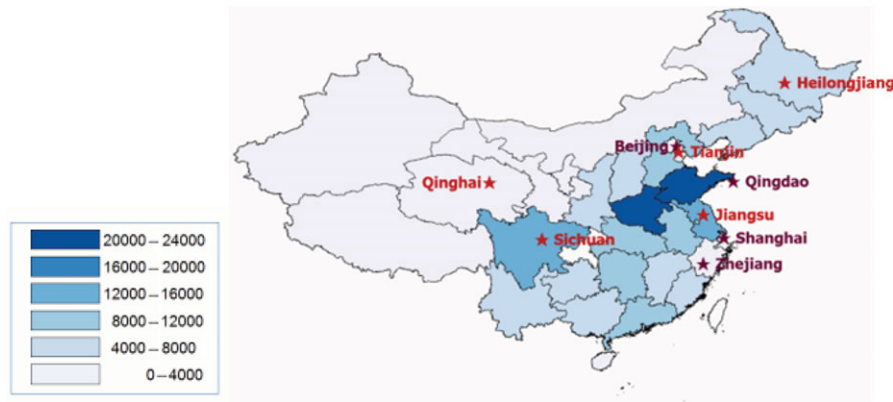 Heilongjiang
Beijing
Tianjin
Qinghai
Qingdao
Jiangsu
Sichuan
Shanghai
Zhejiang
20000–24000
16000–20000
12000–16000
8000–12000
4000–8000
0–4000